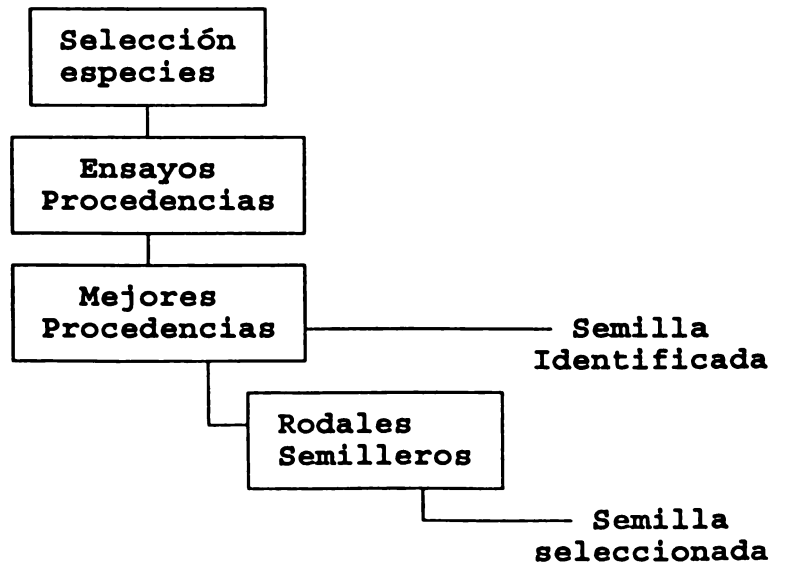 Selección
especies
Ensayos
Procedencias
Mejores
Procedencias
Semilla
Identificada
Rodales
Semilleros
Semilla
seleccionada